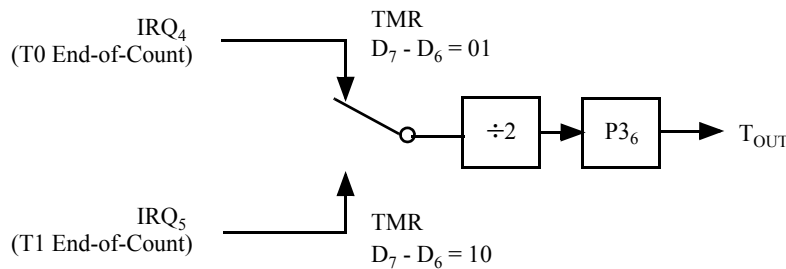 IRQ₄
(T0 End-of-Count)
TMR
D₇ - D₆ = 01
÷2
P3₆
T_OUT
IRQ₅
(T1 End-of-Count)
TMR
D₇ - D₆ = 10